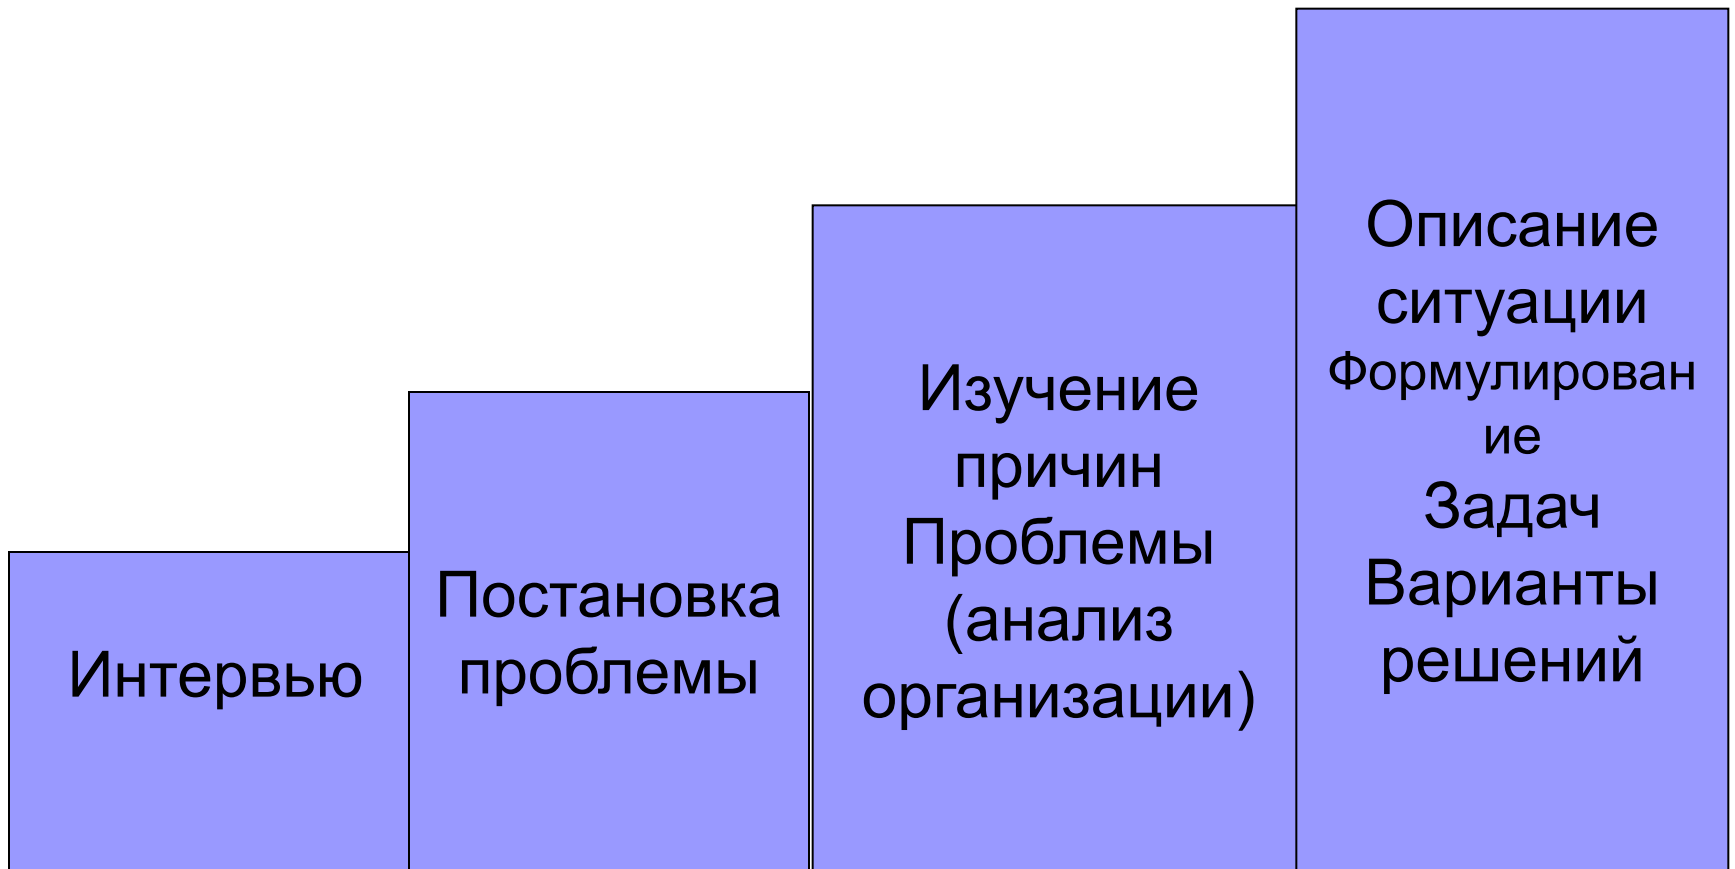 Интервью
Постановка
проблемы
Изучение
причин
Проблемы
(анализ
организации)
Описание
ситуации
Формулирован
ие
Задач
Варианты
решений